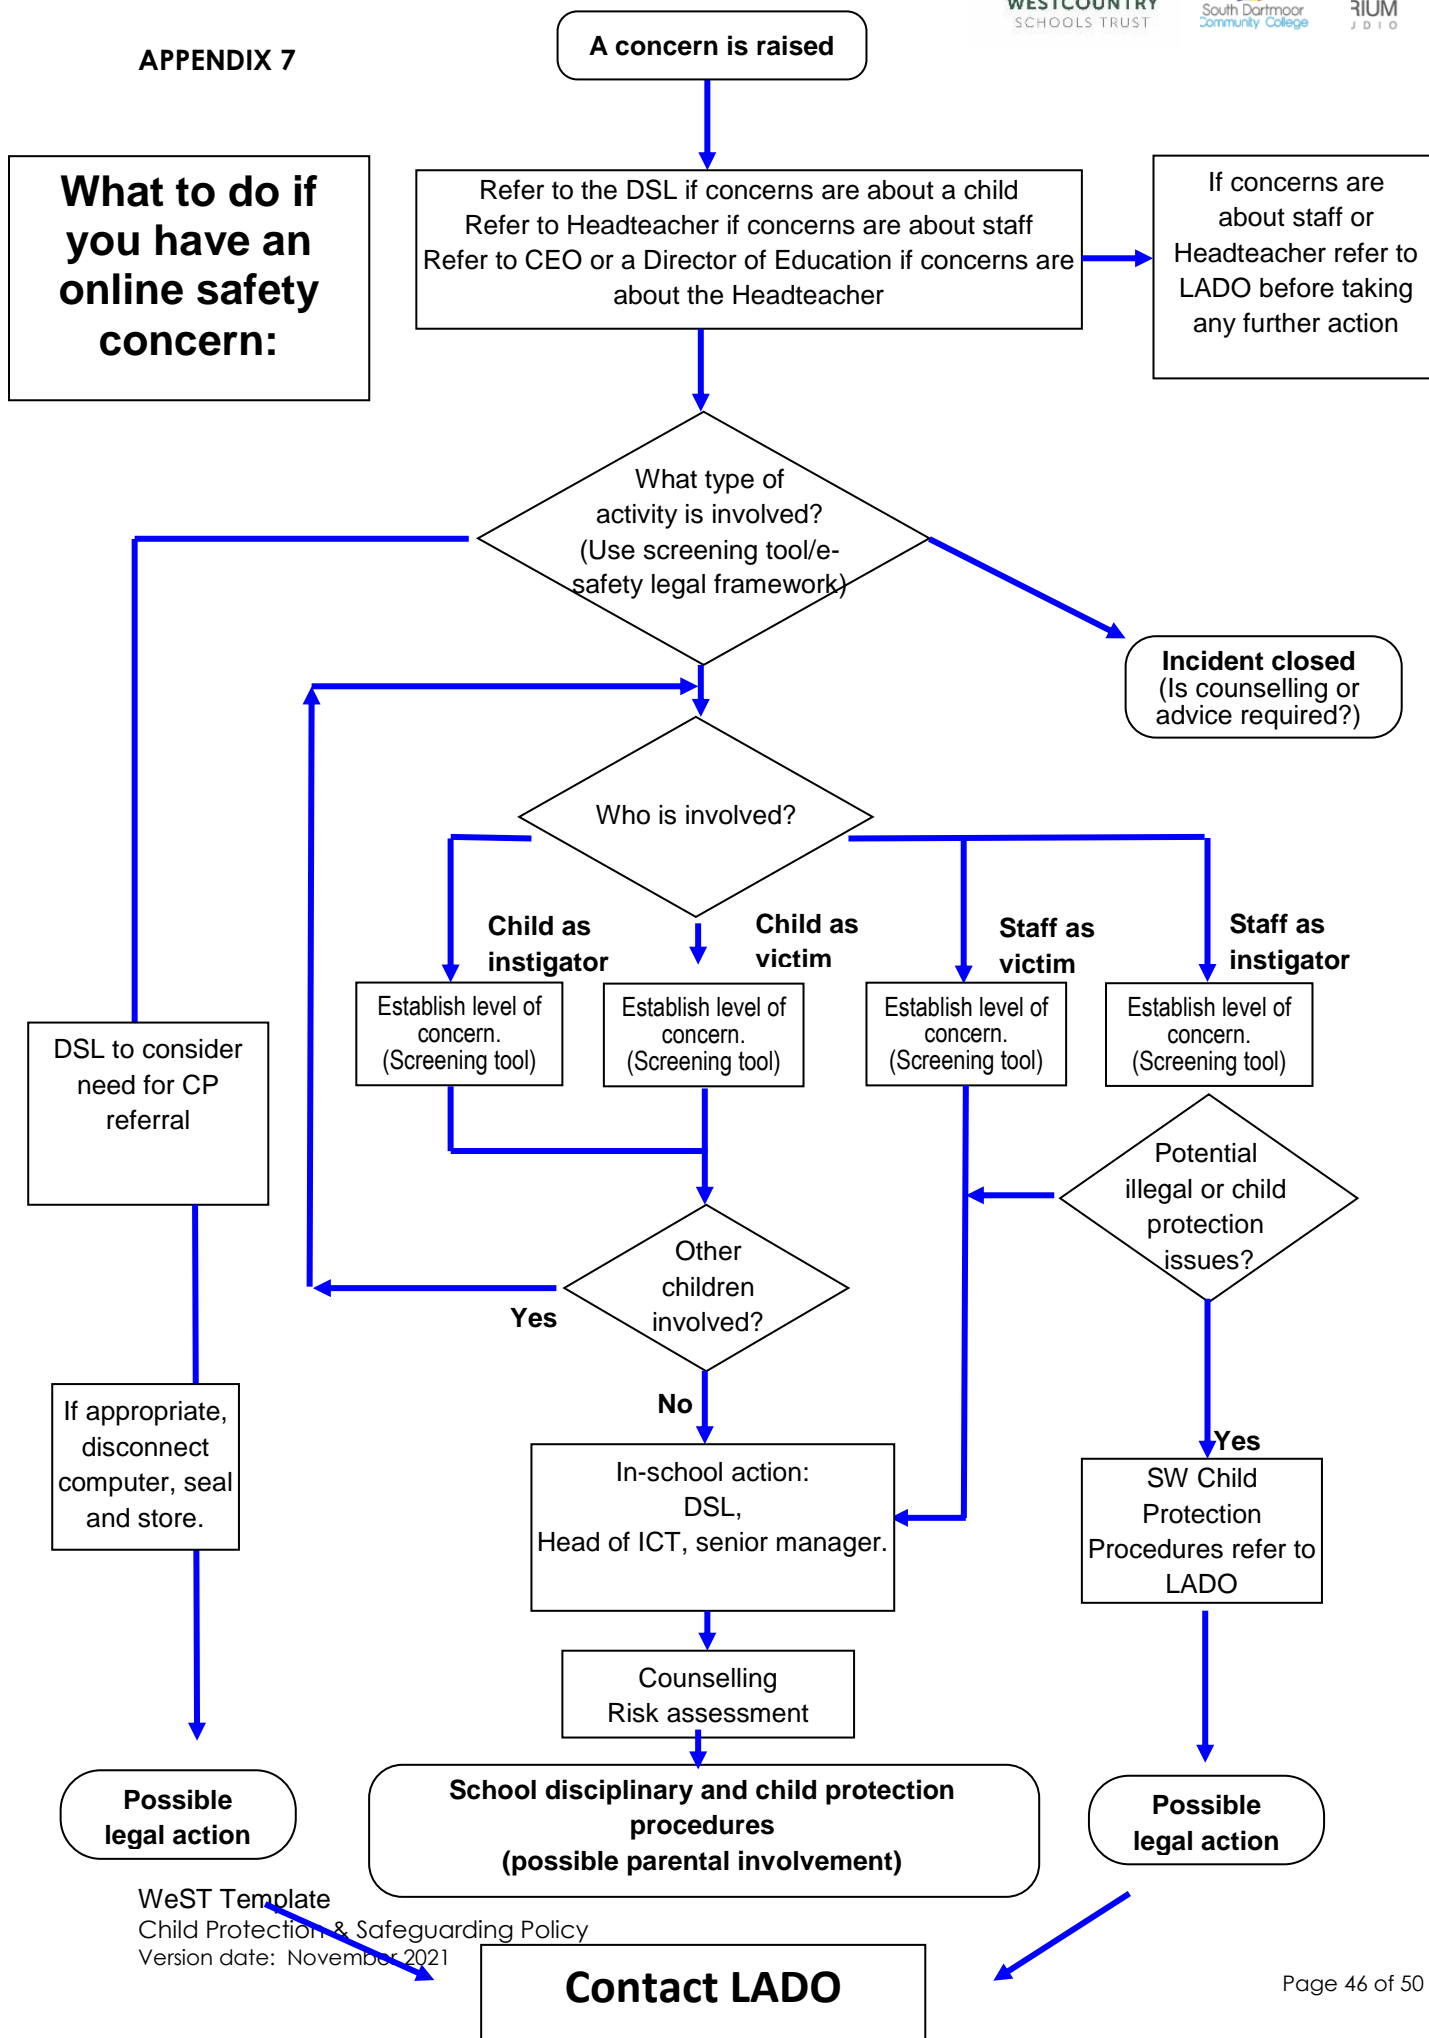 WESTCOUNTRY
SCHOOLS TRUST
South Dartmoor
Community College
APPENDIX 7
A concern is raised
What to do if
you have an
online safety
concern:
Refer to the DSL if concerns are about a child
Refer to Headteacher if concerns are about staff
Refer to CEO or a Director of Education if concerns are
about the Headteacher
If concerns are
about staff or
Headteacher refer to
LADO before taking
any further action
What type of
activity is involved?
(Use screening tool/e-
safety legal framework)
Incident closed
(Is counselling or
advice required?)
Who is involved?
Child as
instigator
Child as
victim
Staff as
victim
Staff as
instigator
Establish level of
concern.
(Screening tool)
Establish level of
concern.
(Screening tool)
Establish level of
concern.
(Screening tool)
Establish level of
concern.
(Screening tool)
DSL to consider
need for CP
referral
Potential
illegal or child
protection
issues?
Other
children
involved?
Yes
No
Yes
If appropriate,
disconnect
computer, seal
and store.
In-school action:
DSL,
Head of ICT, senior manager.
SW Child
Protection
Procedures refer to
LADO
Counselling
Risk assessment
Possible
legal action
School disciplinary and child protection
procedures
(possible parental involvement)
Possible
legal action
WeST Template
Child Protection & Safeguarding Policy
Version date: November 2021
Contact LADO
Page 46 of 50